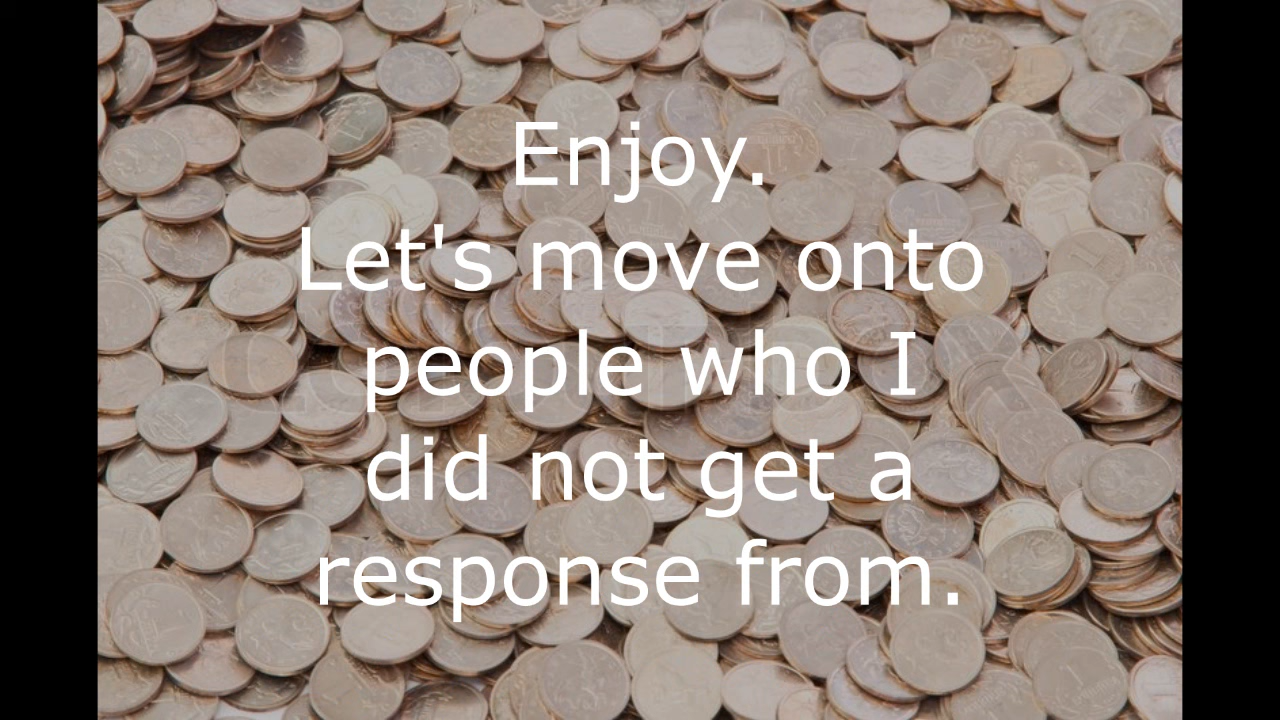 Enjoy.
Let's move onto
people who I
did not get a
response from.